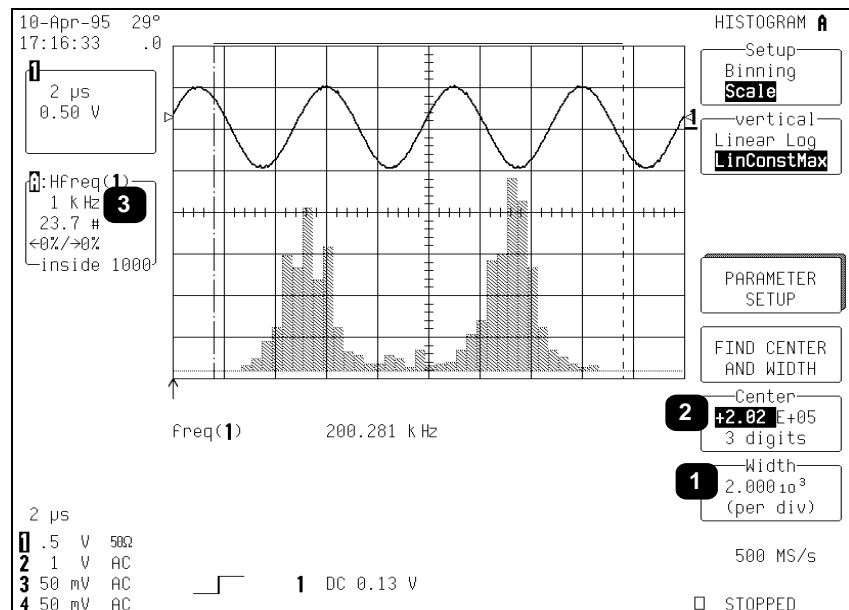 10-Apr-95 29°
17:16:33 .0
1
2 µs
0.50 V
A:Hfreq(1)
1 kHz
3
23.7 #
←0%/→0%
inside 1000
1
freq(1) 200.281 kHz
2 µs
1 .5 V 50Ω
2 1 V AC
3 50 mV AC
4 50 mV AC
1 DC 0.13 V
HISTOGRAM A
Setup
Binning
Scale
vertical
Linear Log
LinConstMax
PARAMETER
SETUP
FIND CENTER
AND WIDTH
Center
2
+2.02 E+05
3 digits
Width
1
2.000 10³
(per div)
500 MS/s
STOPPED